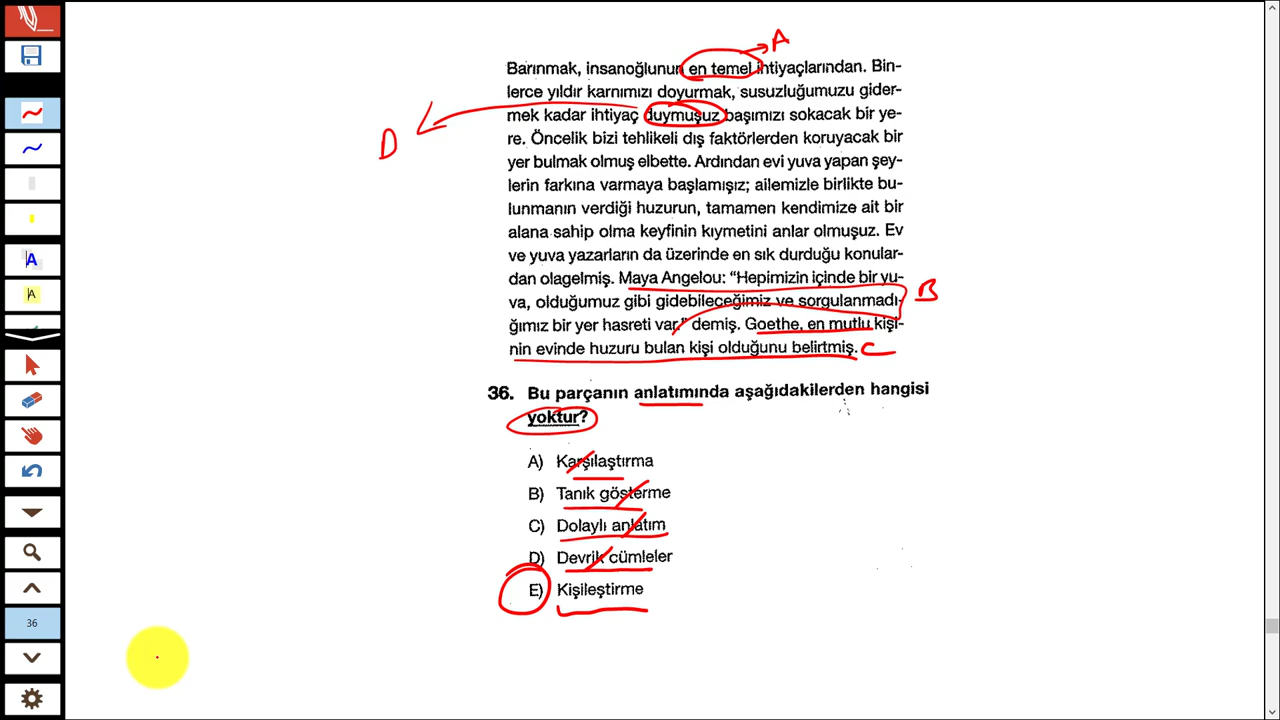 A
Barınmak, insanoğlunun en temel ihtiyaçlarından. Bin-
lerce yıldır karnımızı doyurmak, susuzluğumuzu gider-
mek kadar ihtiyaç duymuşuz başımızı sokacak bir ye-
D
re. Öncelik bizi tehlikeli dış faktörlerden koruyacak bir
yer bulmak olmuş elbette. Ardından evi yuva yapan şey-
lerin farkına varmaya başlamışız; ailemizle birlikte bu-
lunmanın verdiği huzurun, tamamen kendimize ait bir
alana sahip olma keyfinin kıymetini anlar olmuşuz. Ev
ve yuva yazarların da üzerinde en sık durduğu konular-
dan olagelmiş. Maya Angelou: “Hepimizin içinde bir yu-
va, olduğumuz gibi gidebileceğimiz ve sorgulanmadı-
B
ğımız bir yer hasreti var.” demiş. Goethe, en mutlu kişi-
nin evinde huzuru bulan kişi olduğunu belirtmiş. C
36. Bu parçanın anlatımında aşağıdakilerden hangisi
yoktur?
A) Karşılaştırma
B) Tanık gösterme
C) Dolaylı anlatım
D) Devrik cümleler
E) Kişileştirme
A
A
36